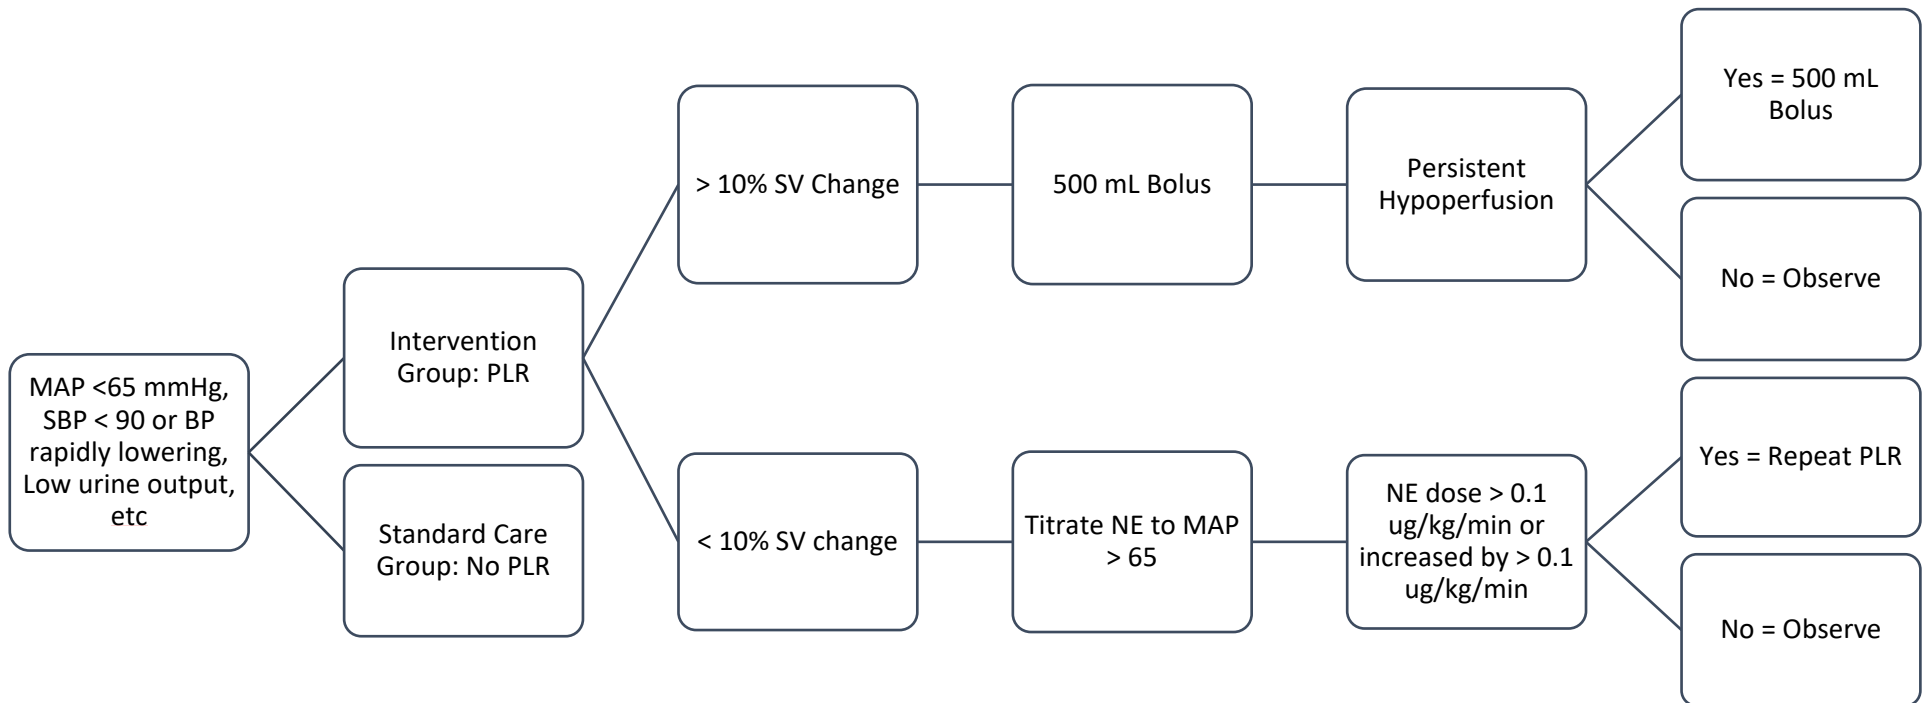 MAP <65 mmHg,
SBP < 90 or BP
rapidly lowering,
Low urine output,
etc
Intervention
Group: PLR
Standard Care
Group: No PLR
> 10% SV Change
500 mL Bolus
Persistent
Hypoperfusion
Yes = 500 mL
Bolus
No = Observe
< 10% SV change
Titrate NE to MAP
> 65
NE dose > 0.1
ug/kg/min or
increased by > 0.1
ug/kg/min
Yes = Repeat PLR
No = Observe